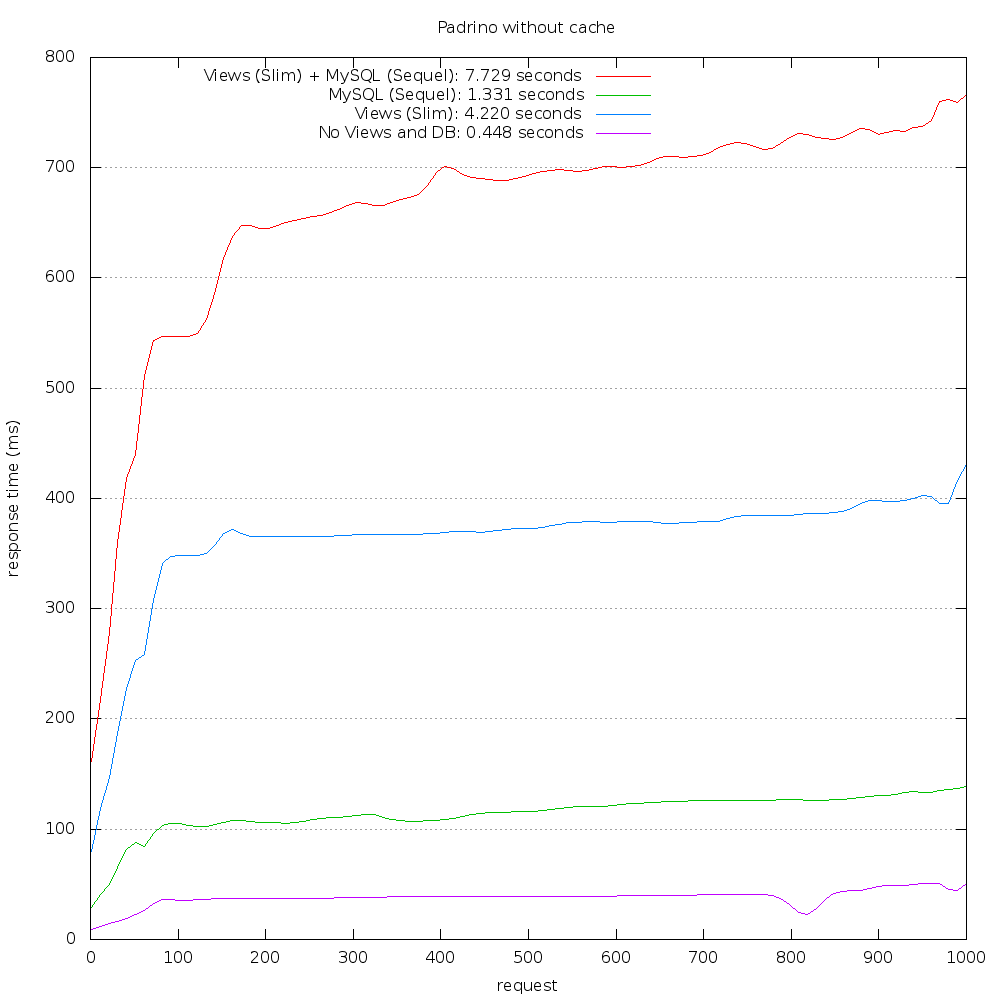 Padrino without cache
Views (Slim) + MySQL (Sequel): 7.729 seconds
MySQL (Sequel): 1.331 seconds
Views (Slim): 4.220 seconds
No Views and DB: 0.448 seconds
response time (ms)
800
700
600
500
400
300
200
100
0
0 100 200 300 400 500 600 700 800 900 1000
request